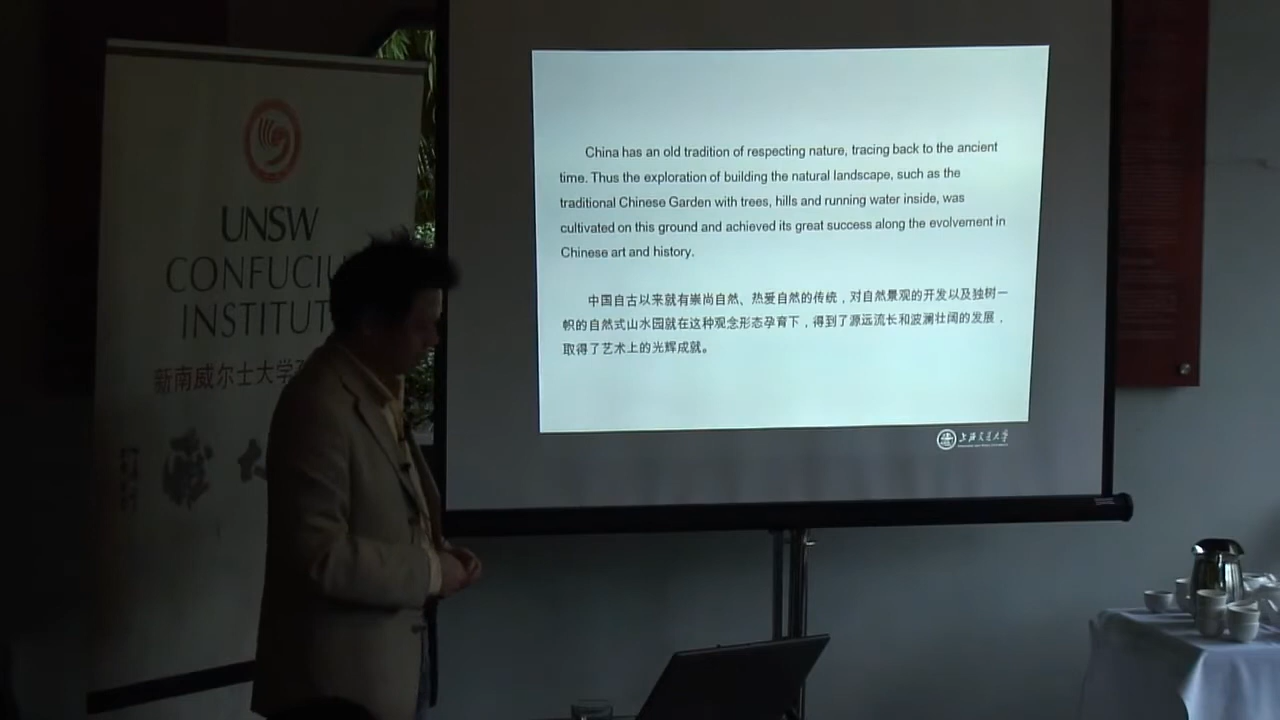 UNSW
CONFUCIU
INSTITUT
新南威尔士大学
China has an old tradition of respecting nature, tracing back to the ancient
time. Thus the exploration of building the natural landscape, such as the
traditional Chinese Garden with trees, hills and running water inside, was
cultivated on this ground and achieved its great success along the evolvement in
Chinese art and history.
中国自古以来就有崇尚自然、热爱自然的传统，对自然景观的开发以及独树一
帜的自然式山水园就在这种观念形态孕育下，得到了源远流长和波澜壮阔的发展，
取得了艺术上的光辉成就。
上海交通大学